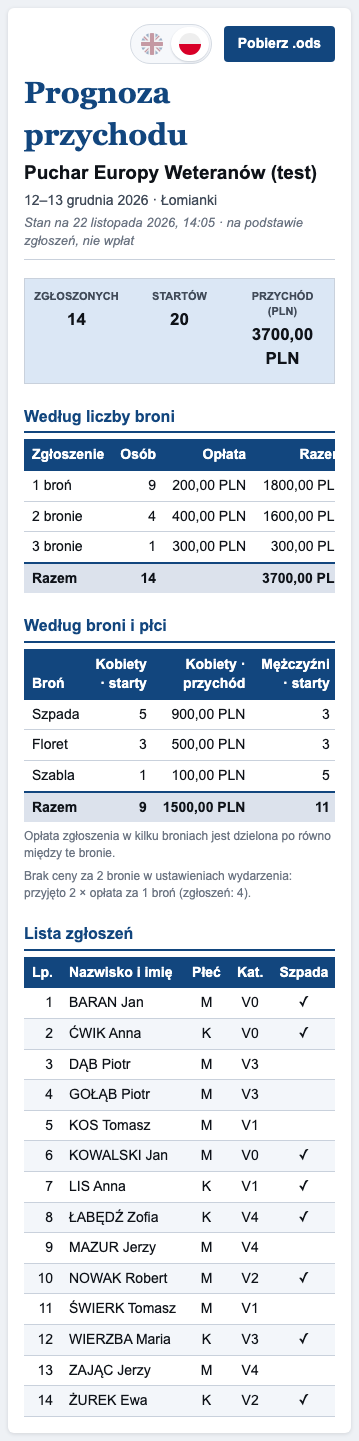 Pobierz .ods
Prognoza
przychodu
Puchar Europy Weteranów (test)
12–13 grudnia 2026 · Łomianki
Stan na 22 listopada 2026, 14:05 · na podstawie
zgłoszeń, nie wpłat
ZGŁOSZONYCH STARTÓW PRZYCHÓD
(PLN)
14 20 3700,00
PLN
Według liczby broni
Zgłoszenie Osób Opłata Razem
1 broń 9 200,00 PLN 1800,00 PL
2 bronie 4 400,00 PLN 1600,00 PL
3 bronie 1 300,00 PLN 300,00 PL
Razem 14 3700,00 PL
Według broni i płci
Broń Kobiety · starty Kobiety · przychód Mężczyźni · starty
Szpada 5 900,00 PLN 3
Floret 3 500,00 PLN 3
Szabla 1 100,00 PLN 5
Razem 9 1500,00 PLN 11
Opłata zgłoszenia w kilku broniach jest dzielona po równo
między te bronie.
Brak ceny za 2 bronie w ustawieniach wydarzenia:
przyjęto 2 × opłata za 1 broń (zgłoszeń: 4).
Lista zgłoszeń
Lp. Nazwisko i imię Płeć Kat. Szpada
1 BARAN Jan M V0 ✓
2 ĆWIK Anna K V0 ✓
3 DĄB Piotr M V3
4 GOŁĄB Piotr M V3
5 KOS Tomasz M V1
6 KOWALSKI Jan M V0 ✓
7 LIS Anna K V1 ✓
8 ŁABĘDŹ Zofia K V4 ✓
9 MAZUR Jerzy M V4
10 NOWAK Robert M V2 ✓
11 ŚWIERK Tomasz M V1
12 WIERZBA Maria K V3 ✓
13 ZAJĄC Jerzy M V4
14 ŻUREK Ewa K V2 ✓